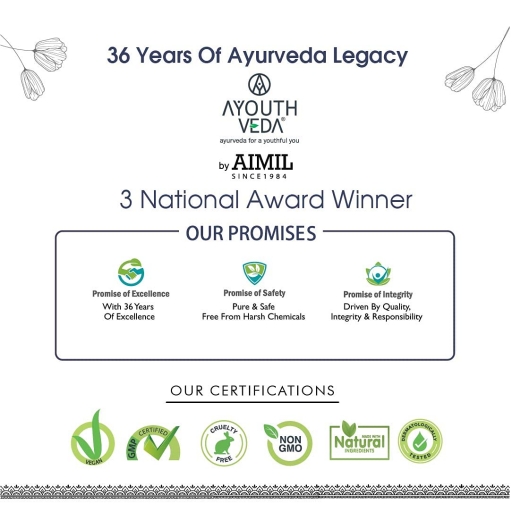 36 Years Of Ayurveda Legacy
AYOUTH
VEDA®
ayurveda for a youthful you
by AIMIL
SINCE1984
3 National Award Winner
OUR PROMISES
Promise of Excellence
With 36 Years
Of Excellence
Promise of Safety
Pure & Safe
Free From Harsh Chemicals
Promise of Integrity
Driven By Quality,
Integrity & Responsibility
OUR CERTIFICATIONS
VEGAN
GMP CERTIFIED
CRUELTY
FREE
NON
GMO
MADE WITH
Natural
INGREDIENTS
DERMATOLOGICALLY
TESTED